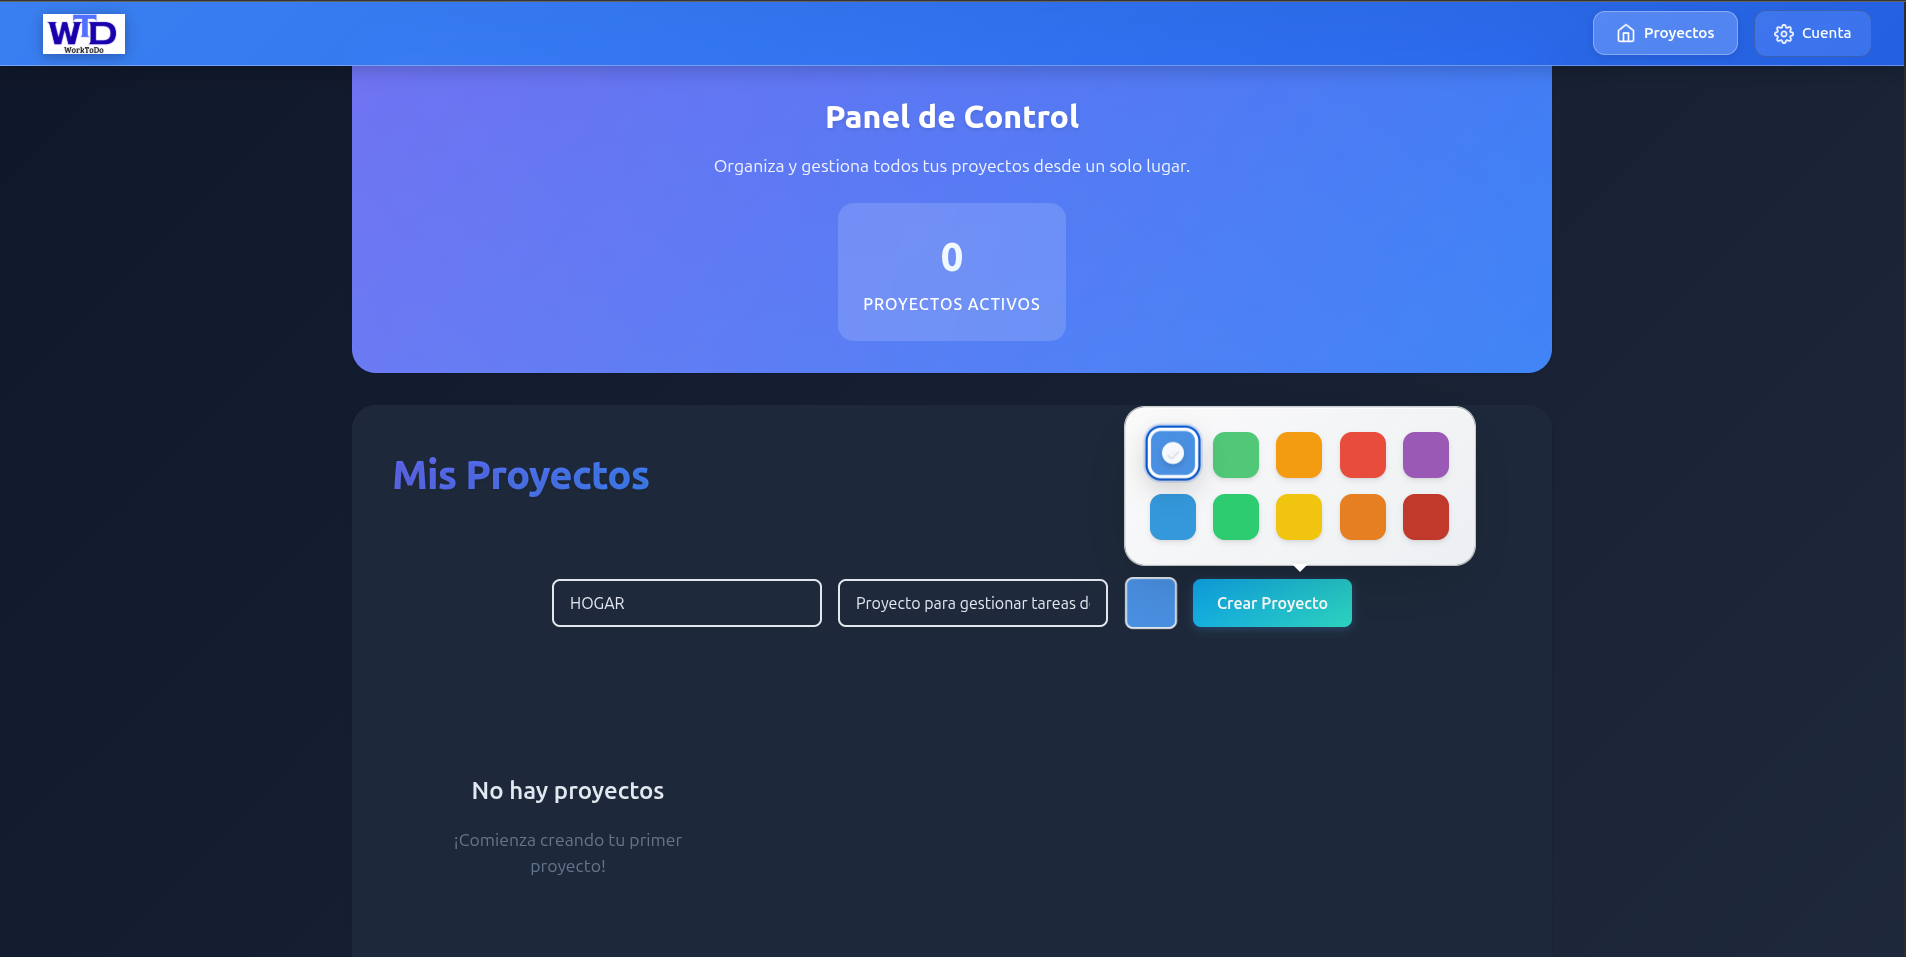 WTD
WorkToDo
Proyectos
Cuenta
Panel de Control
Organiza y gestiona todos tus proyectos desde un solo lugar.
0
PROYECTOS ACTIVOS
Mis Proyectos
HOGAR
Proyecto para gestionar tareas d
Crear Proyecto
No hay proyectos
¡Comienza creando tu primer
proyecto!